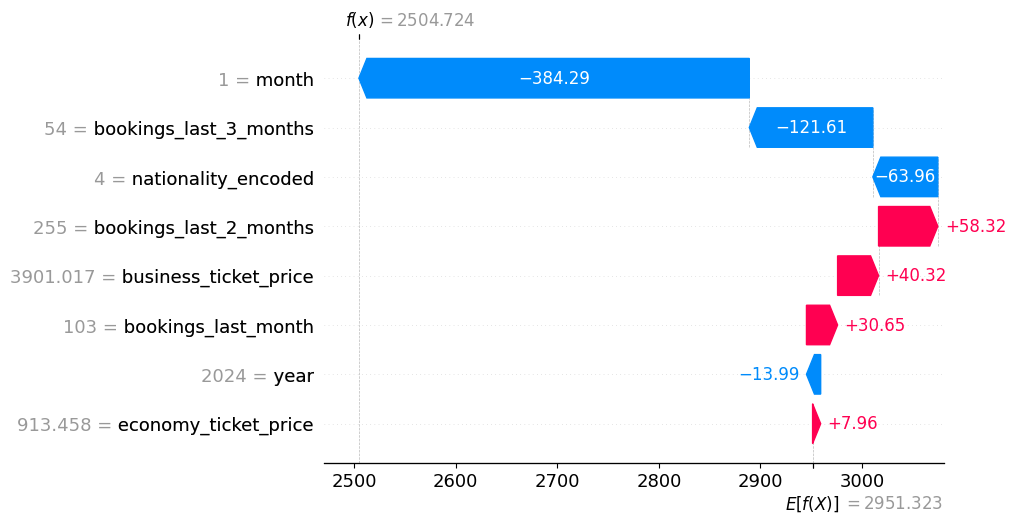 f(x) = 2504.724
1 = month
−384.29
54 = bookings_last_3_months
−121.61
4 = nationality_encoded
−63.96
255 = bookings_last_2_months
+58.32
3901.017 = business_ticket_price
+40.32
103 = bookings_last_month
+30.65
2024 = year
−13.99
913.458 = economy_ticket_price
+7.96
2500 2600 2700 2800 2900 3000
E[f(X)] = 2951.323